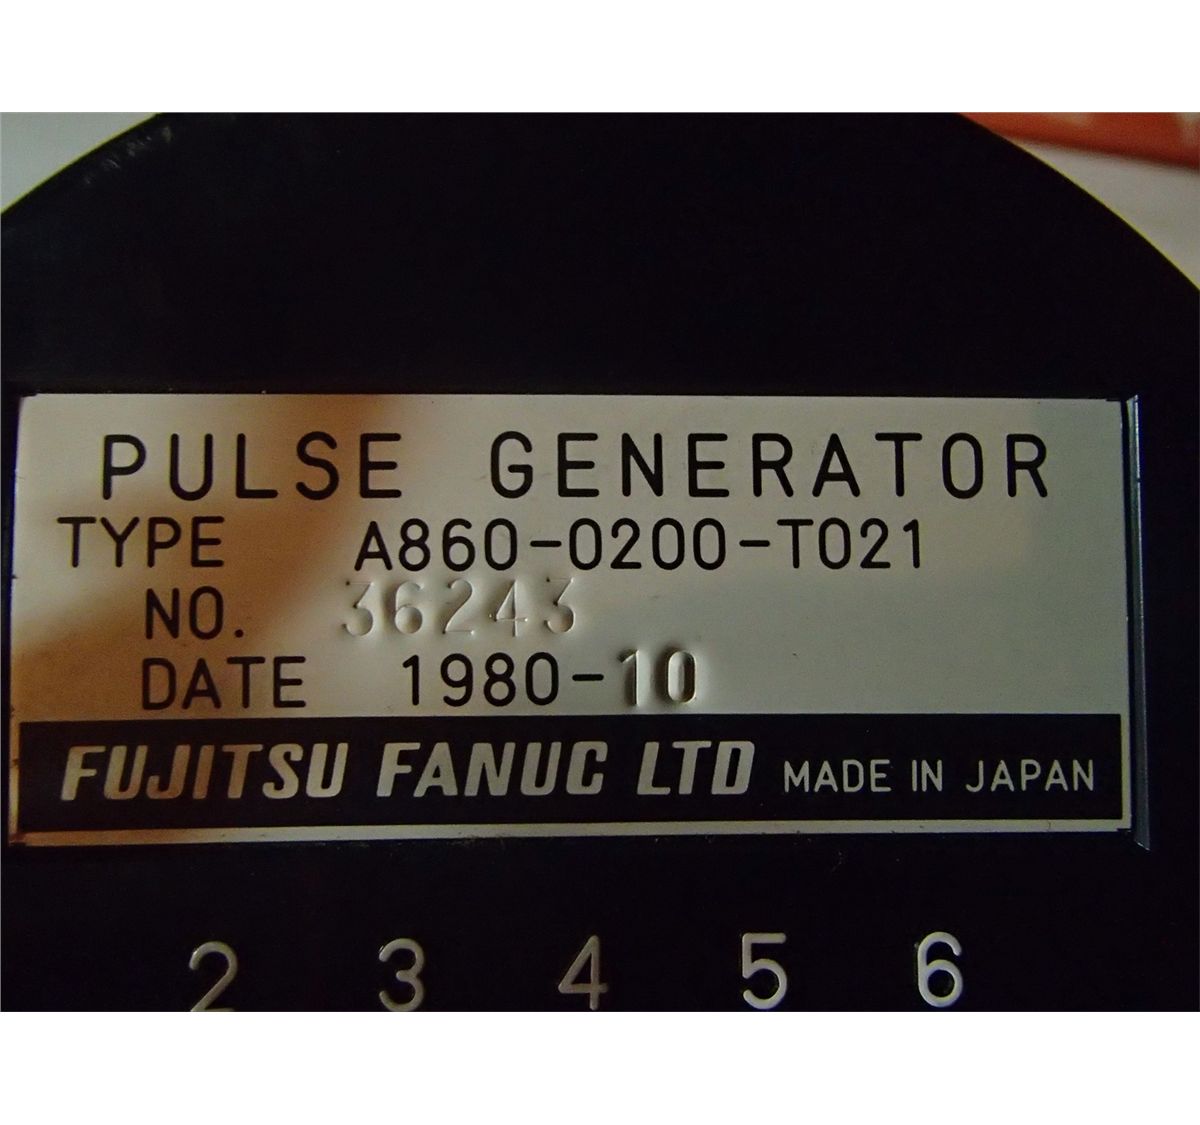 PULSE GENERATOR
TYPE A860-0200-T021
NO. 36243
DATE 1980-10
FUJITSU FANUC LTD MADE IN JAPAN
2 3 4 5 6